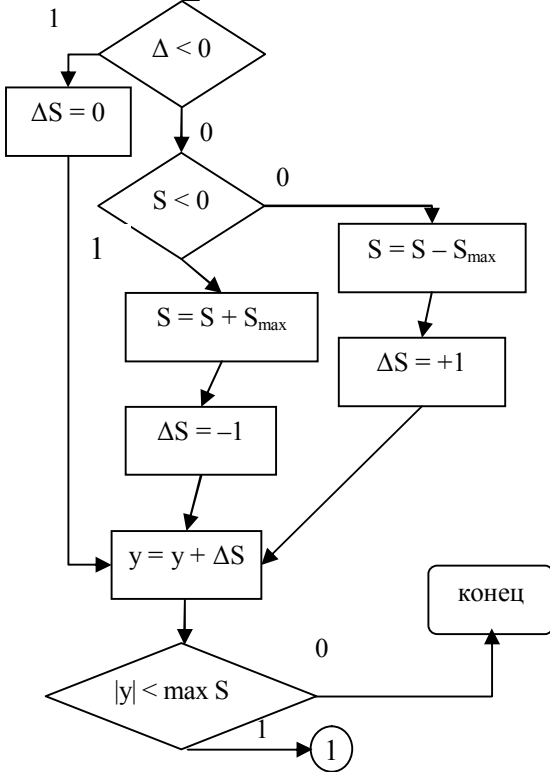 1
Δ < 0
ΔS = 0
0
0
S < 0
1
S = S – Smax
S = S + Smax
ΔS = +1
ΔS = –1
y = y + ΔS
конец
0
|y| < max S
1
1